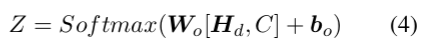 Z = Softmax(W_o[H_d, C] + b_o) (4)